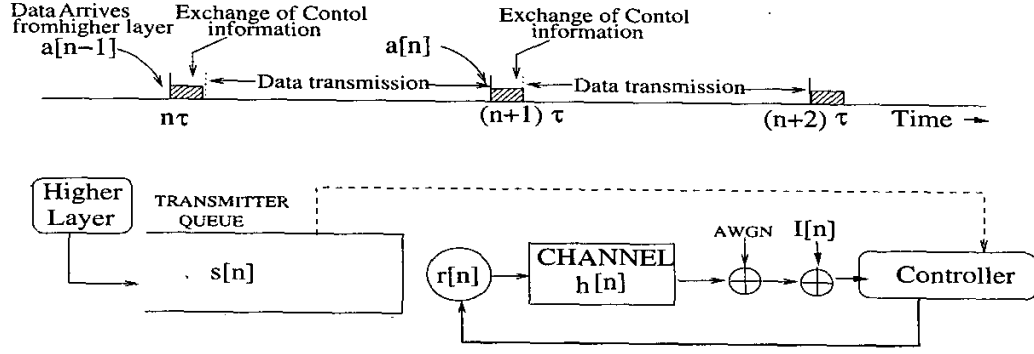 Data Arrives
fromhigher layer
a[n−1]
Exchange of Contol
information
a[n]
Exchange of Contol
information
Data transmission
Data transmission
nτ
(n+1) τ
(n+2) τ
Time
Higher
Layer
TRANSMITTER
QUEUE
s[n]
r[n]
CHANNEL
h[n]
AWGN
I[n]
Controller